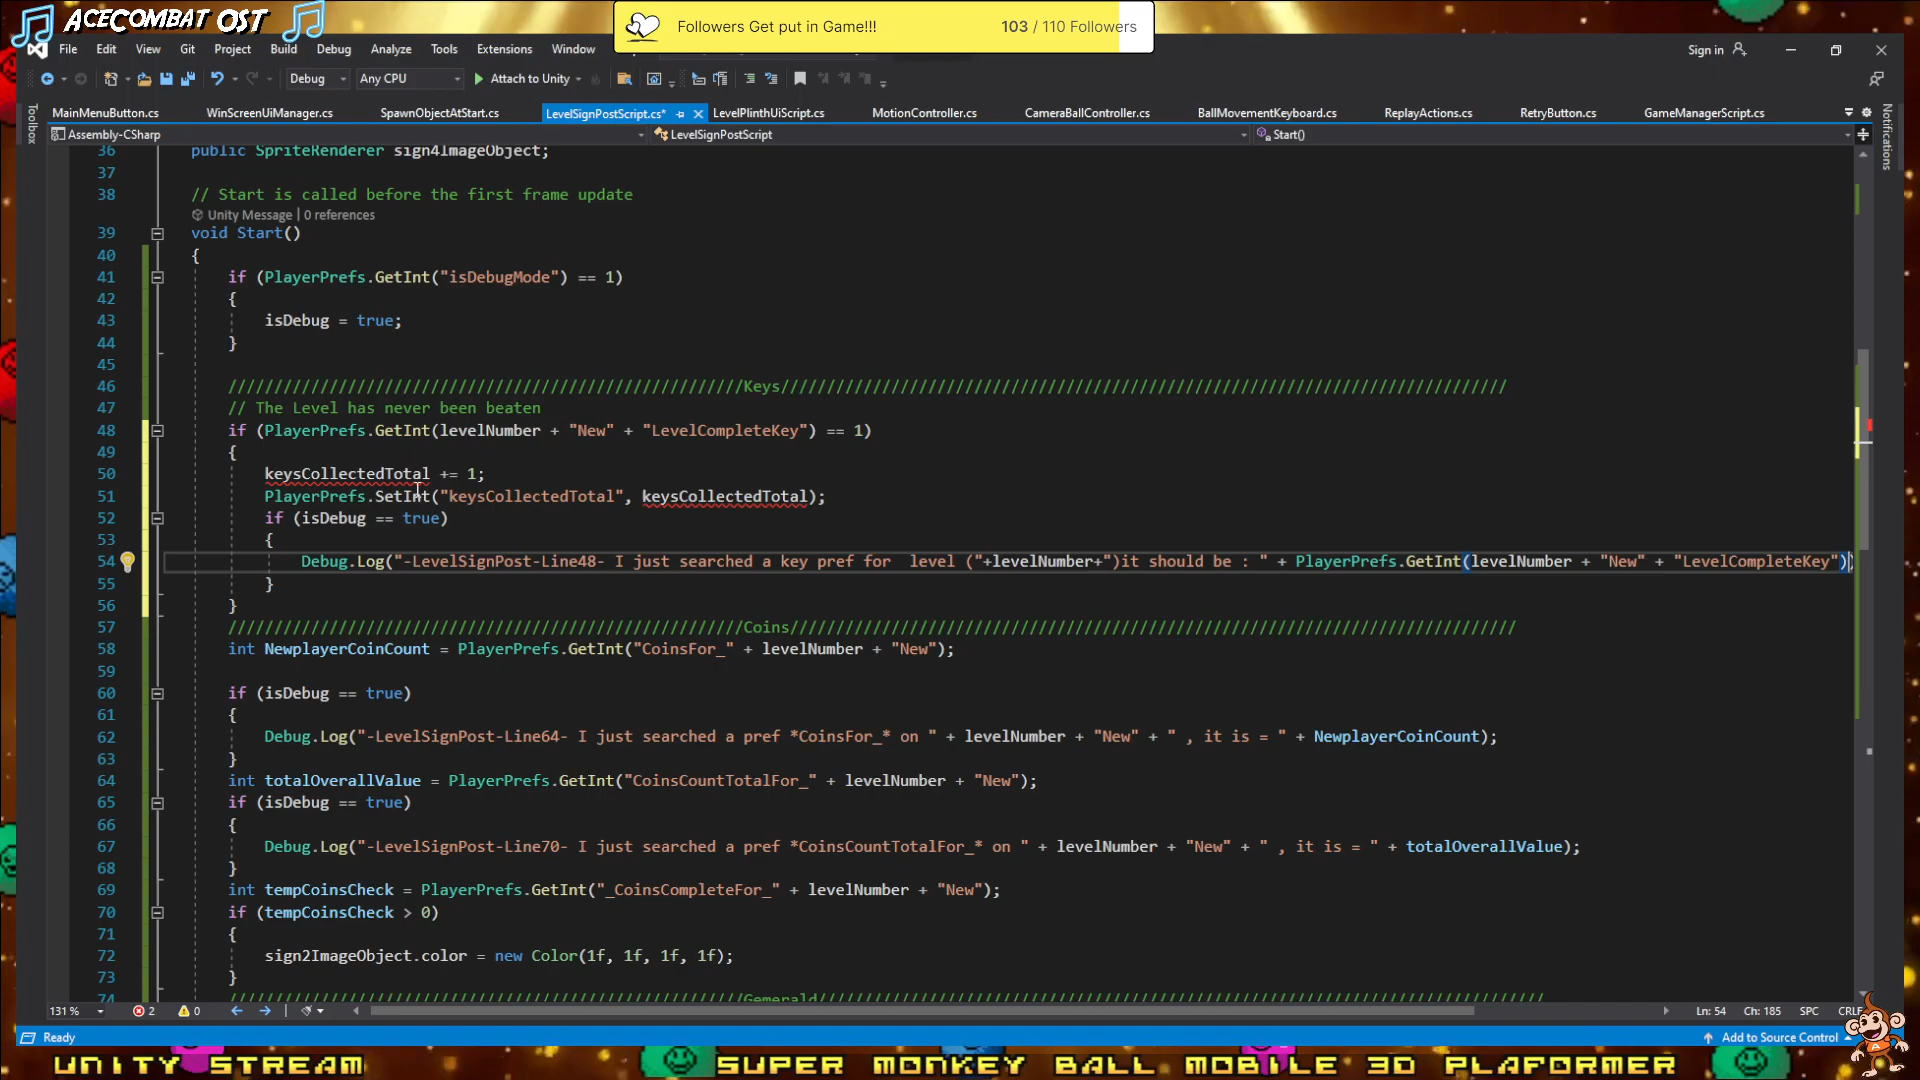 ACECOMBAT OST
Followers Get put in Game!!! 103 / 110 Followers
File Edit View Git Project Build Debug Analyze Tools Extensions Window Sign in
Debug Any CPU Attach to Unity
MainMenuButton.cs WinScreenUiManager.cs SpawnObjectAtStart.cs LevelSignPostScript.cs* LevelPlinthUiScript.cs MotionController.cs CameraBallController.cs BallMovementKeyboard.cs ReplayActions.cs RetryButton.cs GameManagerScript.cs
Toolbox
Notifications
Assembly-CSharp LevelSignPostScript Start()
36 public SpriteRenderer sign4ImageObject;
37
38 // Start is called before the first frame update
Unity Message | 0 references
39 void Start()
40 {
41 if (PlayerPrefs.GetInt("isDebugMode") == 1)
42 {
43 isDebug = true;
44 }
45
46 ////////////////////////////////////////////////////////Keys///////////////////////////////////////////////////////////////////////////////
47 // The Level has never been beaten
48 if (PlayerPrefs.GetInt(levelNumber + "New" + "LevelCompleteKey") == 1)
49 {
50 keysCollectedTotal += 1;
51 PlayerPrefs.SetInt("keysCollectedTotal", keysCollectedTotal);
52 if (isDebug == true)
53 {
54 Debug.Log("-LevelSignPost-Line48- I just searched a key pref for  level ("+levelNumber+")it should be : " + PlayerPrefs.GetInt(levelNumber + "New" + "LevelCompleteKey"))
55 }
56 }
57 ////////////////////////////////////////////////////////Coins///////////////////////////////////////////////////////////////////////////////
58 int NewplayerCoinCount = PlayerPrefs.GetInt("CoinsFor_" + levelNumber + "New");
59
60 if (isDebug == true)
61 {
62 Debug.Log("-LevelSignPost-Line64- I just searched a pref *CoinsFor_* on " + levelNumber + "New" + " , it is = " + NewplayerCoinCount);
63 }
64 int totalOverallValue = PlayerPrefs.GetInt("CoinsCountTotalFor_" + levelNumber + "New");
65 if (isDebug == true)
66 {
67 Debug.Log("-LevelSignPost-Line70- I just searched a pref *CoinsCountTotalFor_* on " + levelNumber + "New" + " , it is = " + totalOverallValue);
68 }
69 int tempCoinsCheck = PlayerPrefs.GetInt("_CoinsCompleteFor_" + levelNumber + "New");
70 if (tempCoinsCheck > 0)
71 {
72 sign2ImageObject.color = new Color(1f, 1f, 1f, 1f);
73 }
74 ////////////////////////////////////////////////////////Gemerald///////////////////////////////////////////////////////////////////////////////
131 % 2 0 Ln: 54 Ch: 185 SPC CRLF
Ready Add to Source Control
UNITY STREAM SUPER MONKEY BALL MOBILE 3D PLAFORMER